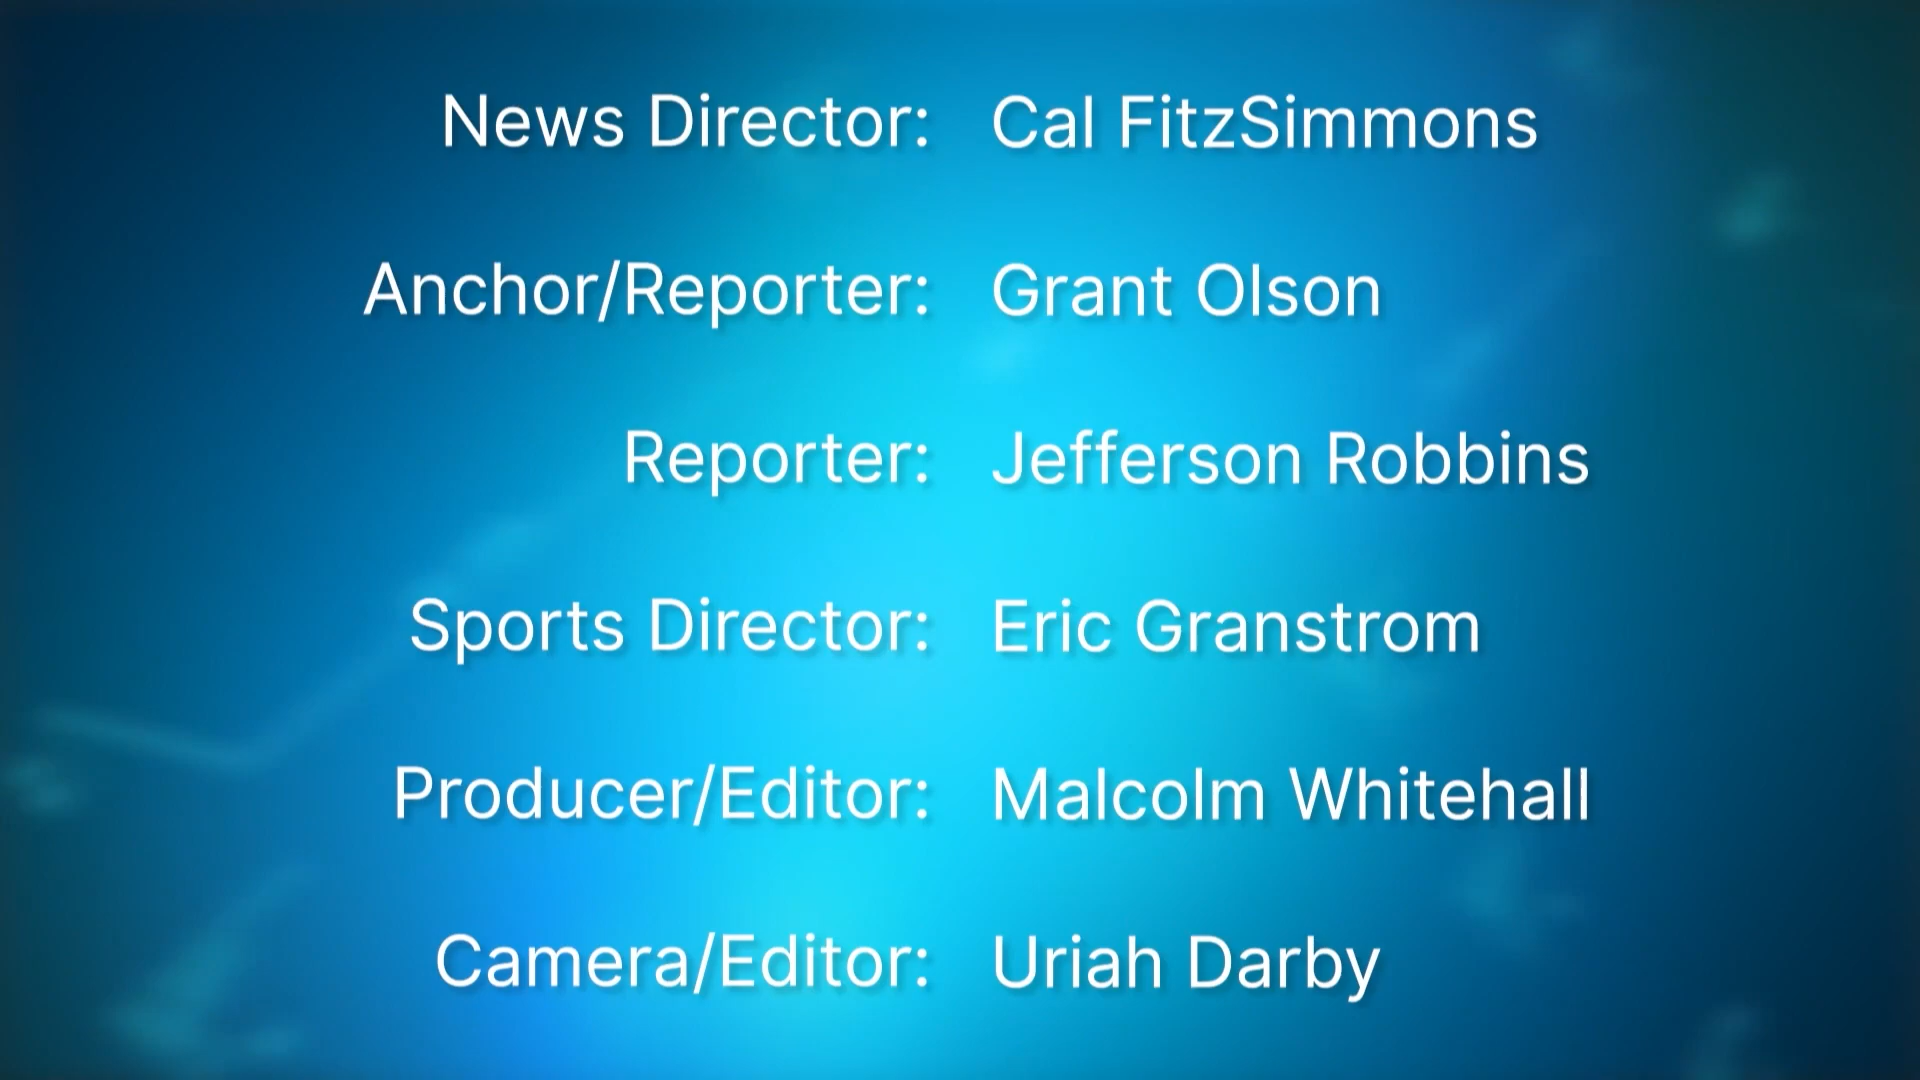 News Director: Cal FitzSimmons
Anchor/Reporter: Grant Olson
Reporter: Jefferson Robbins
Sports Director: Eric Granstrom
Producer/Editor: Malcolm Whitehall
Camera/Editor: Uriah Darby